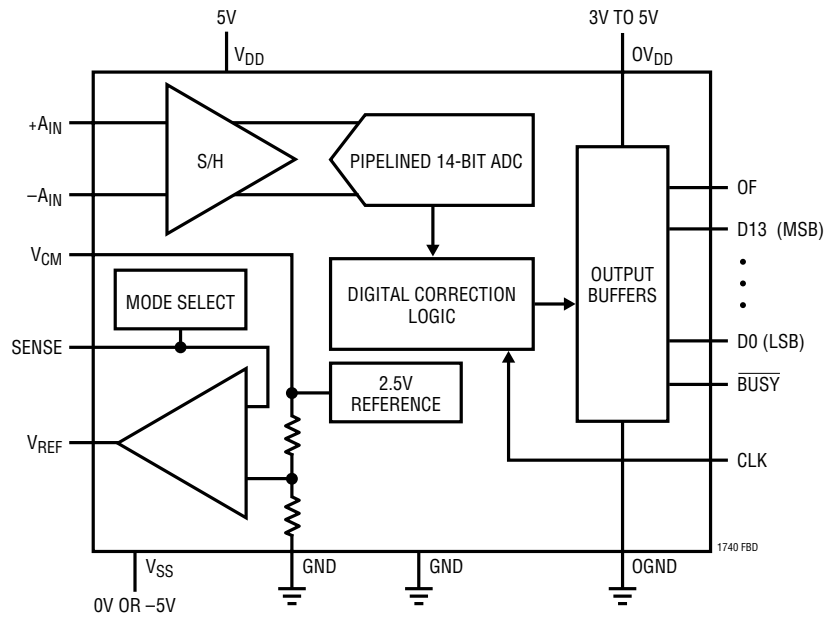 5V
3V TO 5V
VDD
OVDD
+AIN
S/H
PIPELINED 14-BIT ADC
OF
–AIN
D13 (MSB)
VCM
OUTPUT
BUFFERS
MODE SELECT
DIGITAL CORRECTION
LOGIC
SENSE
D0 (LSB)
2.5V
REFERENCE
BUSY
VREF
CLK
1740 FBD
VSS
GND
GND
OGND
0V OR –5V